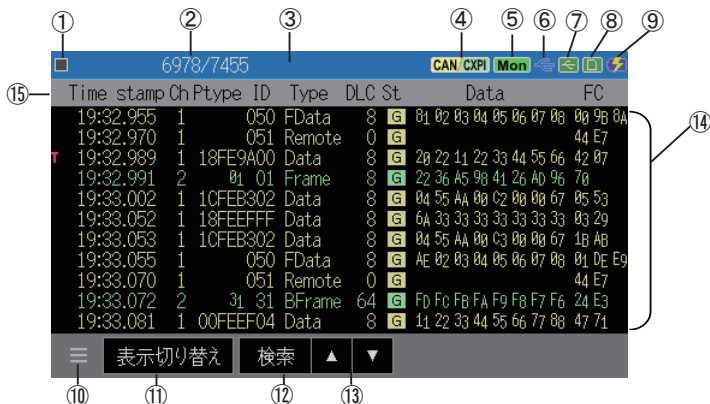 ① ② ③ ④ ⑤ ⑥ ⑦ ⑧ ⑨
6978/7455 CAN CXPI Mon
⑮ Time stamp Ch Ptype ID Type DLC St Data FC
19:32.955 1 050 FData 8 G 81 02 03 04 05 06 07 08 00 9B 8A
19:32.970 1 051 Remote 0 G 44 E7
T 19:32.989 1 18FE9A00 Data 8 G 20 22 11 22 33 44 55 66 42 07
19:32.991 2 01 01 Frame 8 G 22 36 A5 98 41 26 AD 96 70
19:33.002 1 1CFEB302 Data 8 G 04 55 AA 00 C2 00 00 67 05 53
19:33.052 1 18FEEFFF Data 8 G 6A 33 33 33 33 33 33 33 03 29
19:33.053 1 1CFEB302 Data 8 G 04 55 AA 00 C3 00 00 67 1B AB
19:33.055 1 050 FData 8 G AE 02 03 04 05 06 07 08 01 DE E9
19:33.070 1 051 Remote 0 G 44 E7
19:33.072 2 31 31 BFrame 64 G FD FC FB FA F9 F8 F7 F6 24 E3
19:33.081 1 00FEEF04 Data 8 G 11 22 33 44 55 66 77 88 47 71
⑭
表示切り替え 検索 ▲ ▼
⑩ ⑪ ⑫ ⑬